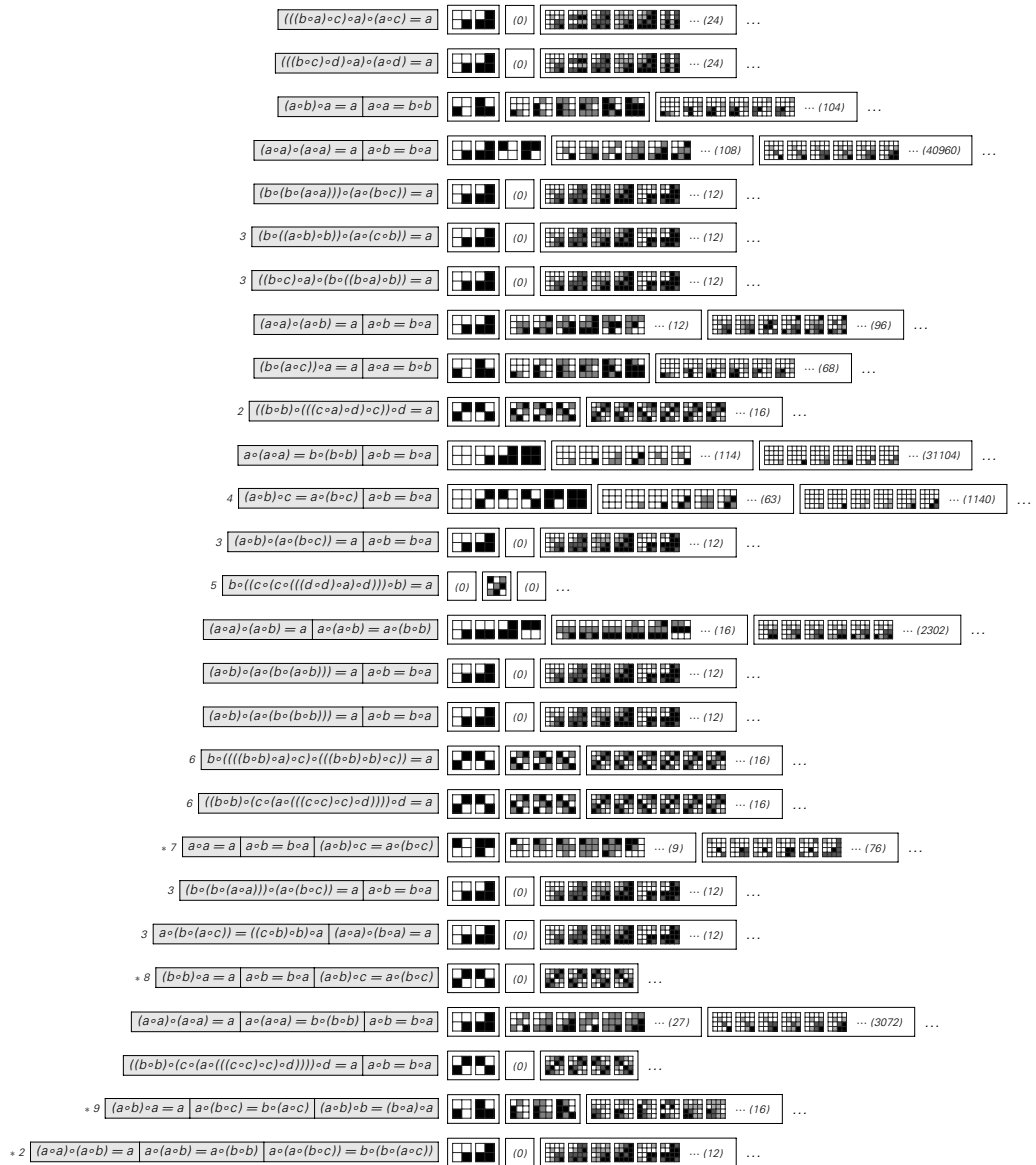 (((b∘a)∘c)∘a)∘(a∘c) = a (0) ... (24) ...
(((b∘c)∘d)∘a)∘(a∘d) = a (0) ... (24) ...
(a∘b)∘a = a a∘a = b∘b ... (104) ...
(a∘a)∘(a∘a) = a a∘b = b∘a ... (108) ... (40960) ...
(b∘(b∘(a∘a)))∘(a∘(b∘c)) = a (0) ... (12) ...
3 (b∘((a∘b)∘b))∘(a∘(c∘b)) = a (0) ... (12) ...
3 ((b∘c)∘a)∘(b∘((b∘a)∘b)) = a (0) ... (12) ...
(a∘a)∘(a∘b) = a a∘b = b∘a ... (12) ... (96) ...
(b∘(a∘c))∘a = a a∘a = b∘b ... (68) ...
2 ((b∘b)∘(((c∘a)∘d)∘c))∘d = a ... (16) ...
a∘(a∘a) = b∘(b∘b) a∘b = b∘a ... (114) ... (31104) ...
4 (a∘b)∘c = a∘(b∘c) a∘b = b∘a ... (63) ... (1140) ...
3 (a∘b)∘(a∘(b∘c)) = a a∘b = b∘a (0) ... (12) ...
5 b∘((c∘(c∘(((d∘d)∘a)∘d)))∘b) = a (0) (0) ...
(a∘a)∘(a∘b) = a a∘(a∘b) = a∘(b∘b) ... (16) ... (2302) ...
(a∘b)∘(a∘(b∘(a∘b))) = a a∘b = b∘a (0) ... (12) ...
(a∘b)∘(a∘(b∘(b∘b))) = a a∘b = b∘a (0) ... (12) ...
6 b∘((((b∘b)∘a)∘c)∘(((b∘b)∘b)∘c)) = a ... (16) ...
6 ((b∘b)∘(c∘(a∘(((c∘c)∘c)∘d))))∘d = a ... (16) ...
* 7 a∘a = a a∘b = b∘a (a∘b)∘c = a∘(b∘c) ... (9) ... (76) ...
3 (b∘(b∘(a∘a)))∘(a∘(b∘c)) = a a∘b = b∘a (0) ... (12) ...
3 a∘(b∘(a∘c)) = ((c∘b)∘b)∘a (a∘a)∘(b∘a) = a (0) ... (12) ...
* 8 (b∘b)∘a = a a∘b = b∘a (a∘b)∘c = a∘(b∘c) (0) ...
(a∘a)∘(a∘a) = a a∘(a∘a) = b∘(b∘b) a∘b = b∘a ... (27) ... (3072) ...
((b∘b)∘(c∘(a∘(((c∘c)∘c)∘d))))∘d = a a∘b = b∘a (0) ...
* 9 (a∘b)∘a = a a∘(b∘c) = b∘(a∘c) (a∘b)∘b = (b∘a)∘a ... (16) ...
* 2 (a∘a)∘(a∘b) = a a∘(a∘b) = a∘(b∘b) a∘(a∘(b∘c)) = b∘(b∘(a∘c)) (0) ... (12) ...